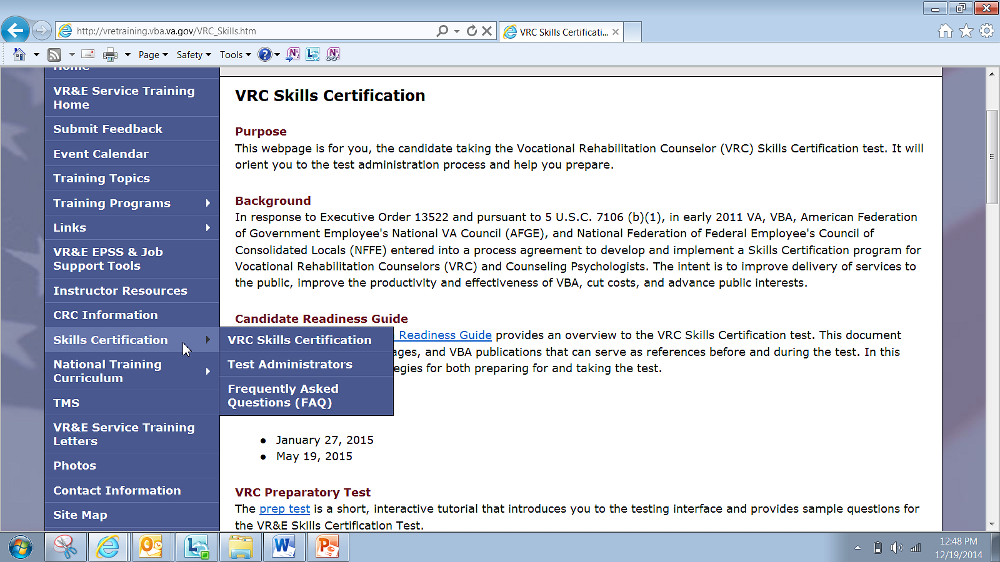 http://vretraining.vba.va.gov/VRC_Skills.htm
VRC Skills Certificati...
Page
Safety
Tools
Home
VR&E Service Training
Home
Submit Feedback
Event Calendar
Training Topics
Training Programs
Links
VR&E EPSS & Job
Support Tools
Instructor Resources
CRC Information
Skills Certification
National Training
Curriculum
TMS
VR&E Service Training
Letters
Photos
Contact Information
Site Map
VRC Skills Certification
Test Administrators
Frequently Asked
Questions (FAQ)
VRC Skills Certification
Purpose
This webpage is for you, the candidate taking the Vocational Rehabilitation Counselor (VRC) Skills Certification test. It will
orient you to the test administration process and help you prepare.
Background
In response to Executive Order 13522 and pursuant to 5 U.S.C. 7106 (b)(1), in early 2011 VA, VBA, American Federation
of Government Employee's National VA Council (AFGE), and National Federation of Federal Employee's Council of
Consolidated Locals (NFFE) entered into a process agreement to develop and implement a Skills Certification program for
Vocational Rehabilitation Counselors (VRC) and Counseling Psychologists. The intent is to improve delivery of services to
the public, improve the productivity and effectiveness of VBA, cut costs, and advance public interests.
Candidate Readiness Guide
Readiness Guide provides an overview to the VRC Skills Certification test. This document
ages, and VBA publications that can serve as references before and during the test. In this
egies for both preparing for and taking the test.
● January 27, 2015
● May 19, 2015
VRC Preparatory Test
The prep test is a short, interactive tutorial that introduces you to the testing interface and provides sample questions for
the VR&E Skills Certification Test.
12:48 PM
12/19/2014